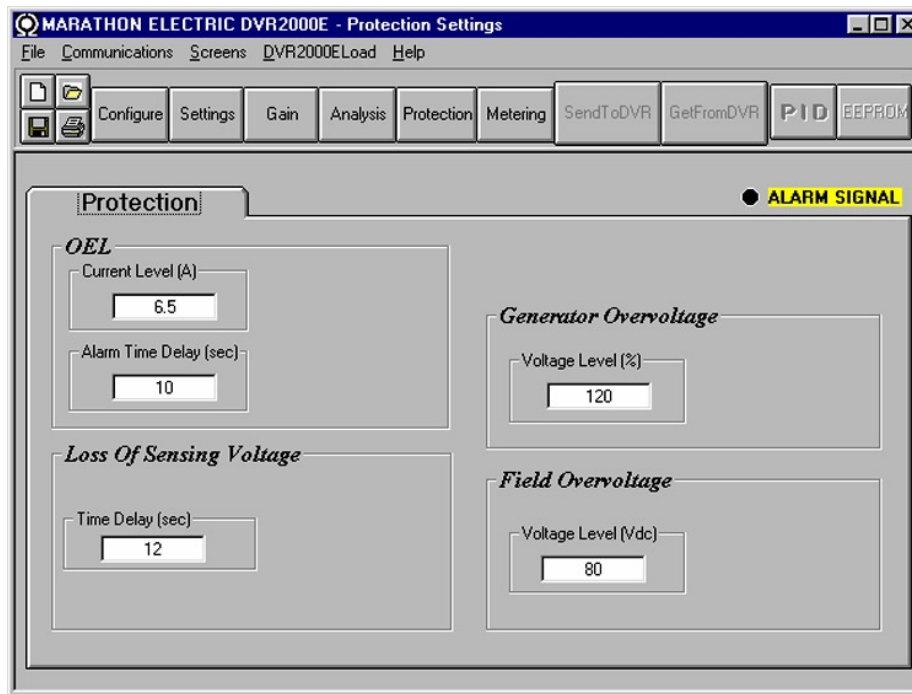 MARATHON ELECTRIC DVR2000E - Protection Settings
File Communications Screens DVR2000ELoad Help
Configure Settings Gain Analysis Protection Metering SendToDVR GetFromDVR PID EEPROM
Protection
ALARM SIGNAL
OEL
Current Level (A)
6.5
Alarm Time Delay (sec)
10
Loss Of Sensing Voltage
Time Delay (sec)
12
Generator Overvoltage
Voltage Level (%)
120
Field Overvoltage
Voltage Level (Vdc)
80